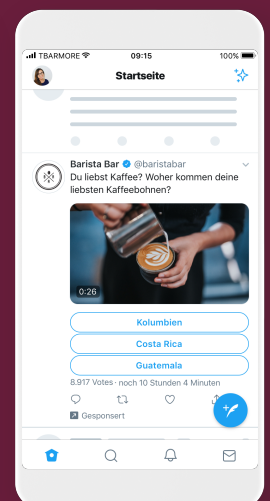 TBARMORE 09:15 100%
Startseite
Barista Bar @baristabar
Du liebst Kaffee? Woher kommen deine
liebsten Kaffeebohnen?
0:26
Kolumbien
Costa Rica
Guatemala
8.917 Votes · noch 10 Stunden 4 Minuten
Gesponsert